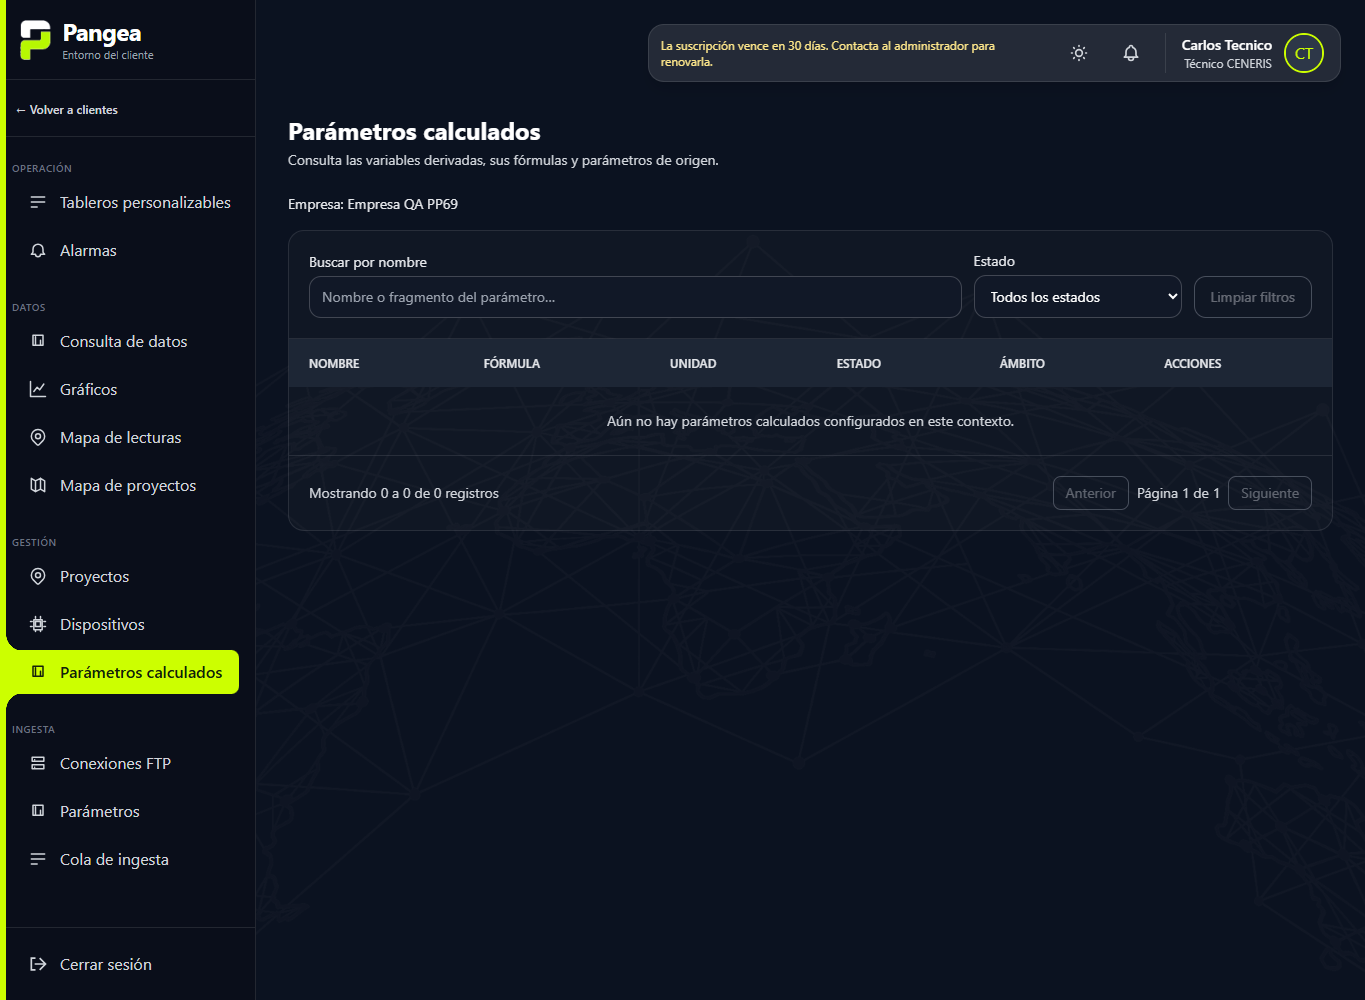 Pangea
Entorno del cliente
← Volver a clientes
OPERACIÓN
Tableros personalizables
Alarmas
DATOS
Consulta de datos
Gráficos
Mapa de lecturas
Mapa de proyectos
GESTIÓN
Proyectos
Dispositivos
Parámetros calculados
INGESTA
Conexiones FTP
Parámetros
Cola de ingesta
Cerrar sesión
La suscripción vence en 30 días. Contacta al administrador para
renovarla.
Carlos Tecnico
Técnico CENERIS
CT
Parámetros calculados
Consulta las variables derivadas, sus fórmulas y parámetros de origen.
Empresa: Empresa QA PP69
Buscar por nombre
Nombre o fragmento del parámetro...
Estado
Todos los estados
Limpiar filtros
NOMBRE FÓRMULA UNIDAD ESTADO ÁMBITO ACCIONES
Aún no hay parámetros calculados configurados en este contexto.
Mostrando 0 a 0 de 0 registros
Anterior Página 1 de 1 Siguiente